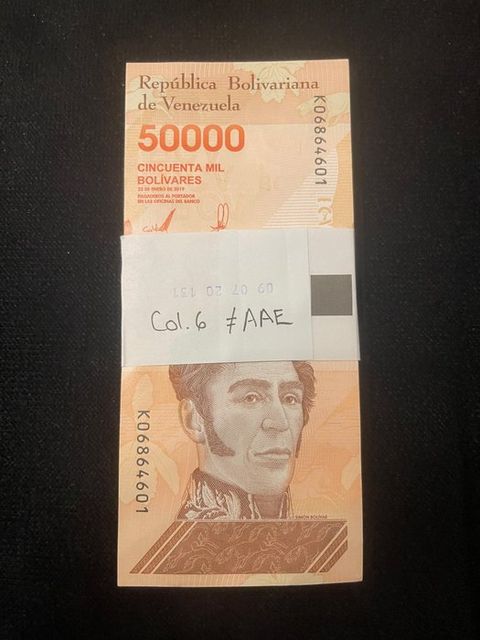 República Bolivariana
de Venezuela
50000
CINCUENTA MIL
BOLÍVARES
22 DE ENERO DE 2019
PAGADEROS AL PORTADOR
EN LAS OFICINAS DEL BANCO
K06864601
09 07 20 131
Col.6 ≠AAE
K06864601
SIMÓN BOLÍVAR